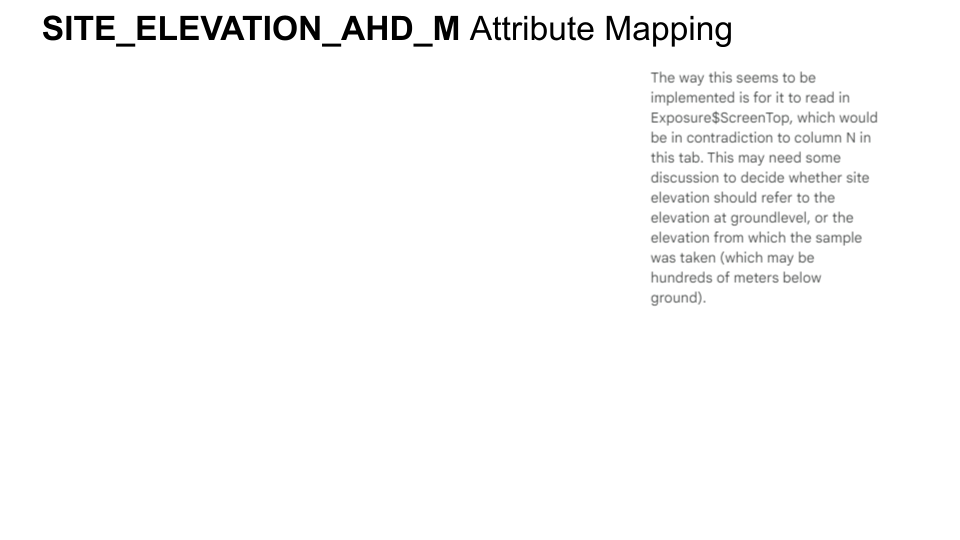 SITE_ELEVATION_AHD_M Attribute Mapping
The way this seems to be
implemented is for it to read in
Exposure$ScreenTop, which would
be in contradiction to column N in
this tab. This may need some
discussion to decide whether site
elevation should refer to the
elevation at groundlevel, or the
elevation from which the sample
was taken (which may be
hundreds of meters below
ground).